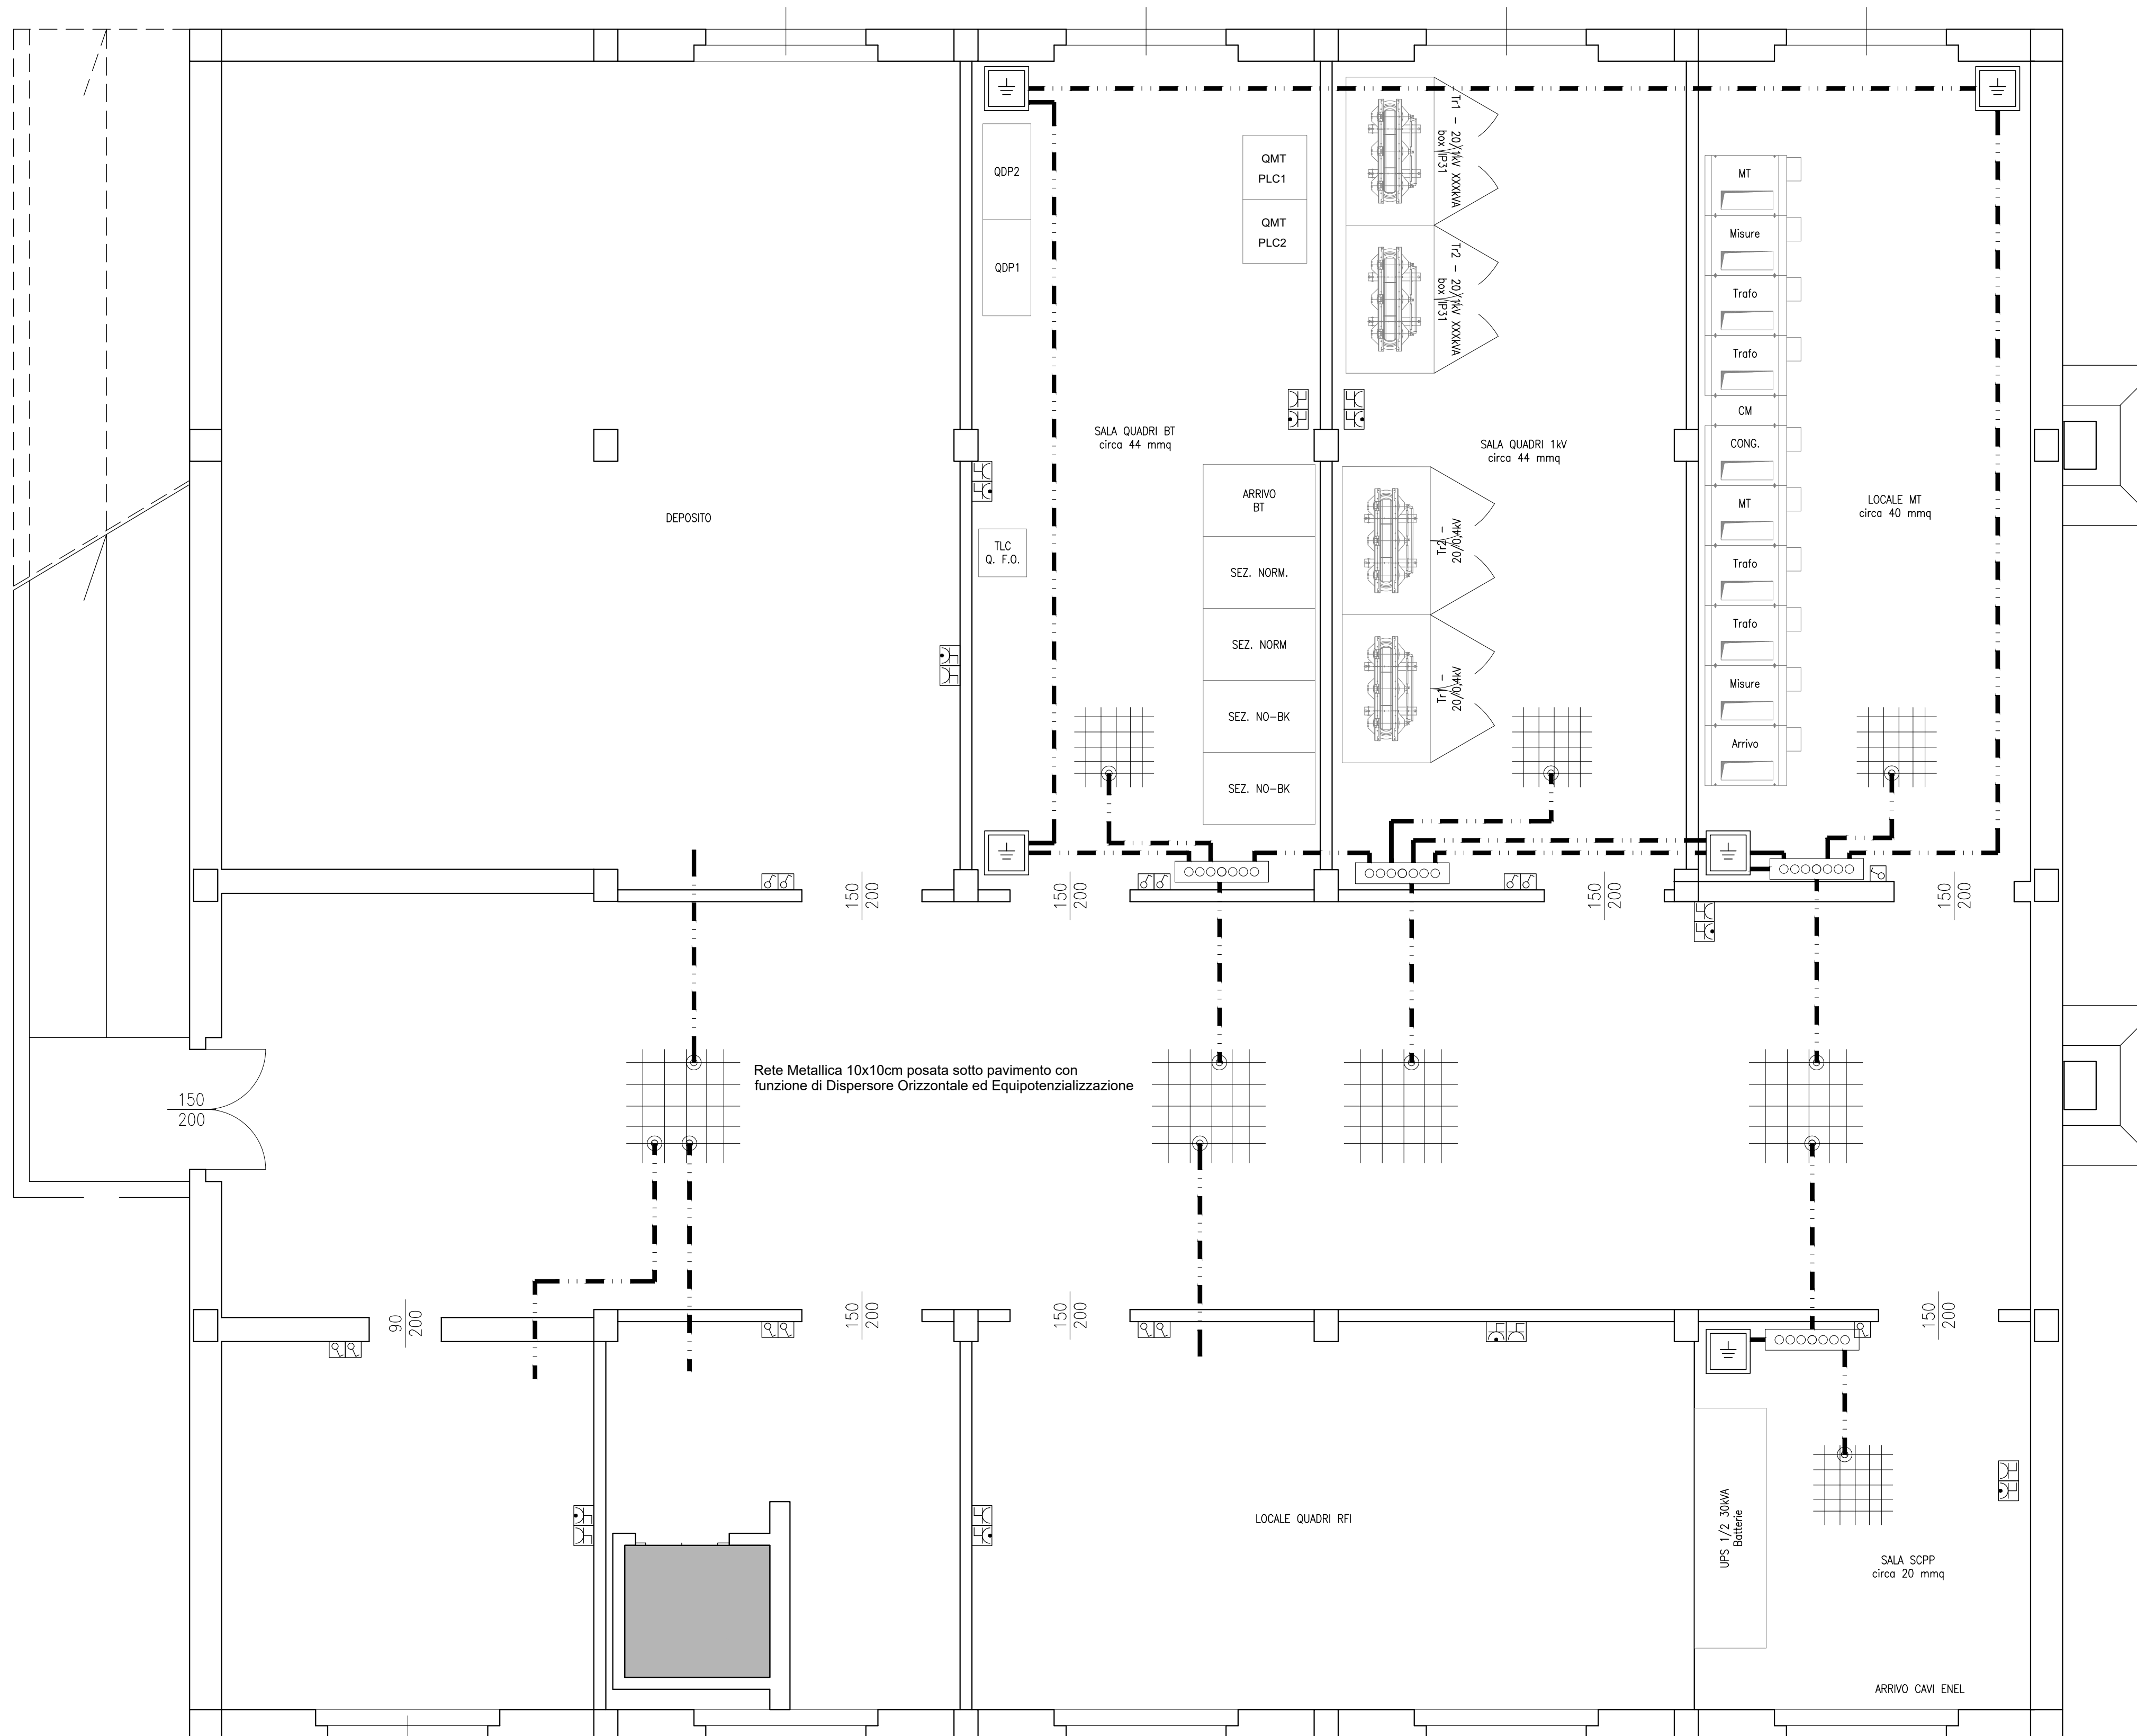 QDP2
QDP1
QMT
PLC1
QMT
PLC2
Tr1 - 20/1kV XXXkVA
box IP31
Tr2 - 20/1kV XXXkVA
box IP31
MT
Misure
Trafo
Trafo
CM
CONG.
MT
Trafo
Trafo
Misure
Arrivo
SALA QUADRI BT
circa 44 mmq
SALA QUADRI 1kV
circa 44 mmq
LOCALE MT
circa 40 mmq
DEPOSITO
TLC
Q. F.O.
ARRIVO
BT
SEZ. NORM.
SEZ. NORM
SEZ. NO-BK
SEZ. NO-BK
Tr2 -
20/0,4kV
Tr1 -
20/0,4kV
150
200
150
200
150
200
150
200
Rete Metallica 10x10cm posata sotto pavimento con
funzione di Dispersore Orizzontale ed Equipotenzializzazione
150
200
90
200
150
200
150
200
150
200
LOCALE QUADRI RFI
UPS 1/2 30kVA
Batterie
SALA SCPP
circa 20 mmq
ARRIVO CAVI ENEL